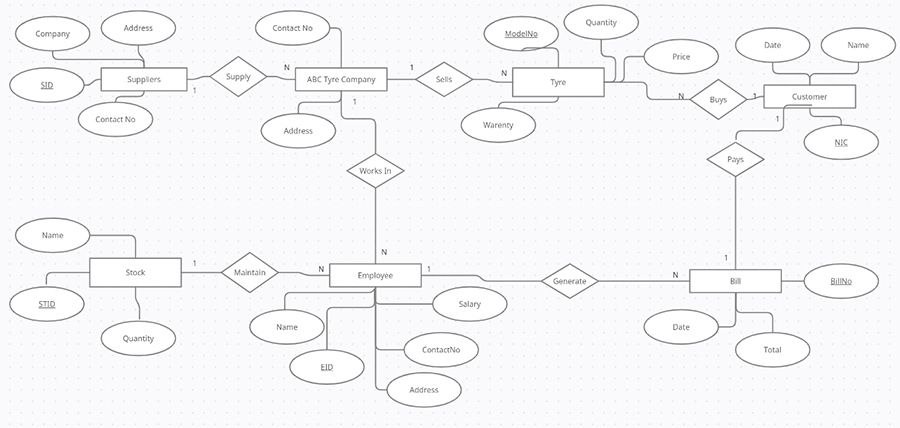 Company
Address
Contact No
ModelNo
Quantity
Price
Date
Name
SID
Suppliers
Supply
N
ABC Tyre Company
1
Sells
N
Tyre
N
Buys
1
Customer
1
1
1
Contact No
Address
Warenty
NIC
Pays
Works In
Name
N
1
Stock
1
Maintain
N
Employee
1
Generate
N
Bill
BillNo
STID
Quantity
Name
Salary
Date
EID
ContactNo
Total
Address